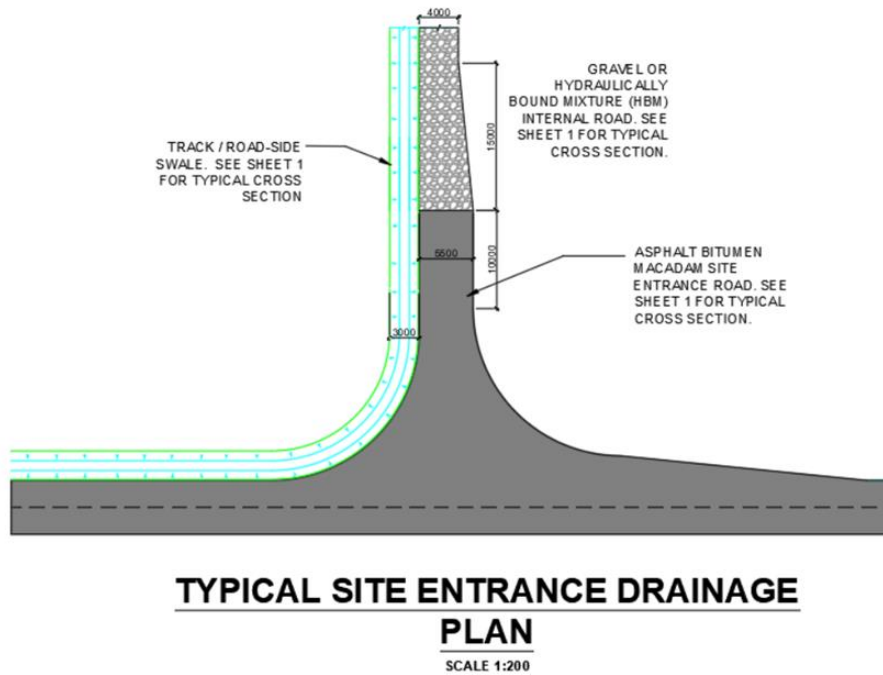 4000
GRAVEL OR
HYDRAULICALLY
BOUND MIXTURE (HBM)
INTERNAL ROAD. SEE
SHEET 1 FOR TYPICAL
CROSS SECTION.
15000
TRACK / ROAD-SIDE
SWALE. SEE SHEET 1
FOR TYPICAL CROSS
SECTION
5500
10000
ASPHALT BITUMEN
MACADAM SITE
ENTRANCE ROAD. SEE
SHEET 1 FOR TYPICAL
CROSS SECTION.
3000
TYPICAL SITE ENTRANCE DRAINAGE
PLAN
SCALE 1:200